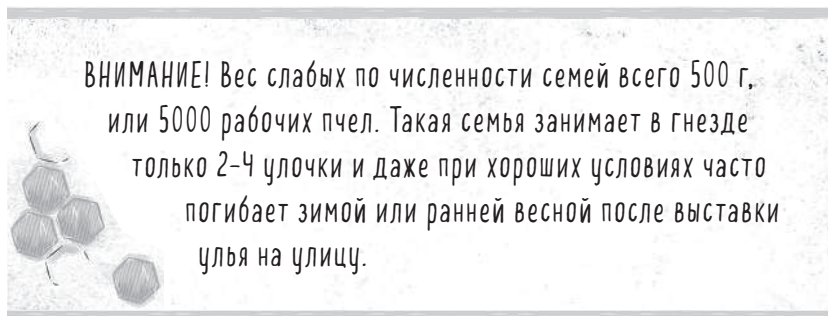 ВНИМАНИЕ! Вес слабых по численности семей всего 500 г,
или 5000 рабочих пчел. Такая семья занимает в гнезде
только 2-4 улочки и даже при хороших условиях часто
погибает зимой или ранней весной после выставки
улья на улицу.